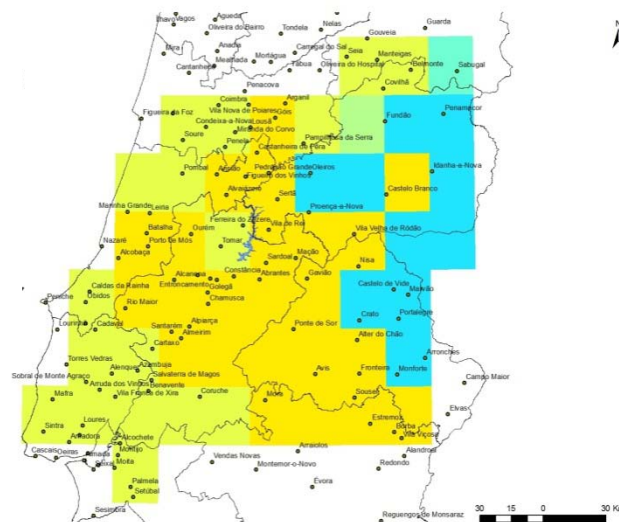 Ílhavo Vagos
Águeda
Oliveira do Bairro
Tondela
Nelas
Guarda
Anadia
Carregal do Sal
Gouveia
Mira
Mealhada
Mortágua
Seia
Manteigas
Cantanhede
Tábua
Oliveira do Hospital
Belmonte
Sabugal
Penacova
Covilhã
Coimbra
Arganil
Figueira da Foz
Vila Nova de Poiares
Góis
Penamacor
Condeixa-a-Nova
Lousã
Fundão
Soure
Miranda do Corvo
Penela
Pampilhosa da Serra
Castanheira de Pêra
Pombal
Ansião
Pedrógão Grande
Oleiros
Idanha-a-Nova
Figueiró dos Vinhos
Alvaiázere
Sertã
Castelo Branco
Marinha Grande
Leiria
Proença-a-Nova
Batalha
Ourém
Ferreira do Zêzere
Vila de Rei
Vila Velha de Ródão
Nazaré
Porto de Mós
Tomar
Alcobaça
Sardoal
Mação
Nisa
Alcanena
Constância
Entroncamento
Abrantes
Gavião
Caldas da Rainha
Golegã
Castelo de Vide
Peniche
Óbidos
Chamusca
Marvão
Rio Maior
Lourinhã
Cadaval
Santarém
Alpiarça
Ponte de Sor
Crato
Portalegre
Almeirim
Alter do Chão
Cartaxo
Arronches
Torres Vedras
Alenquer
Azambuja
Sobral de Monte Agraço
Salvaterra de Magos
Avis
Fronteira
Monforte
Campo Maior
Arruda dos Vinhos
Benavente
Mafra
Vila Franca de Xira
Coruche
Mora
Sousel
Elvas
Loures
Estremoz
Sintra
Borba
Amadora
Alcochete
Vila Viçosa
Cascais
Oeiras
Almada
Montijo
Arraiolos
Alandroal
Seixal
Moita
Vendas Novas
Montemor-o-Novo
Redondo
Palmela
Évora
Setúbal
Sesimbra
Reguengos de Monsaraz
N
30 15 0 30 K